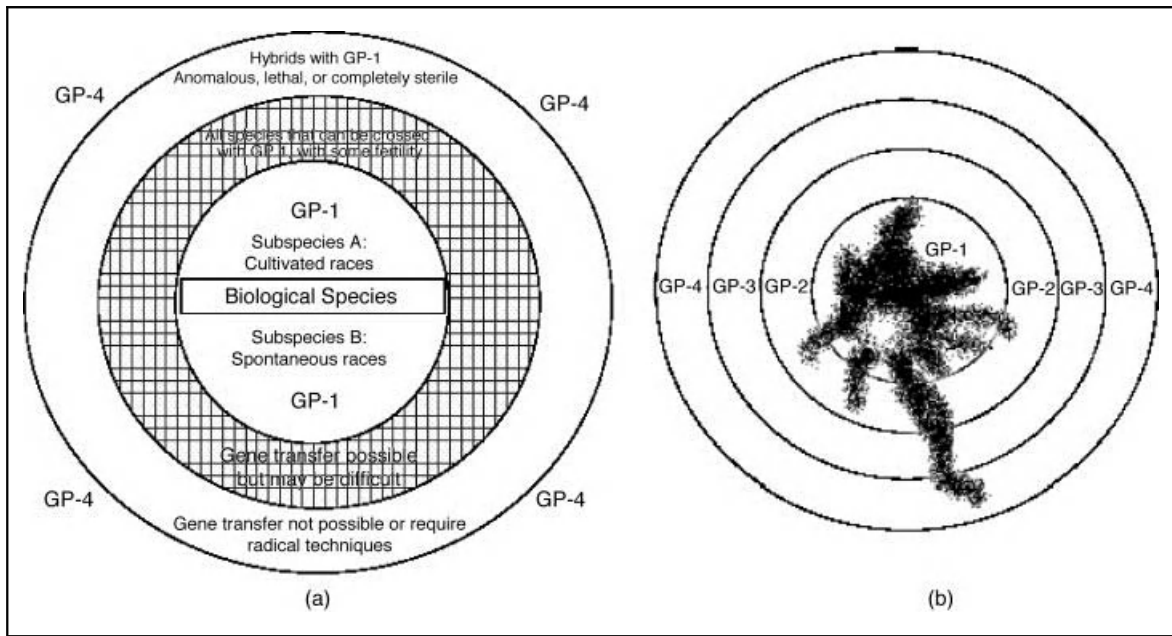 Hybrids with GP-1
Anomalous, lethal, or completely sterile
GP-4
GP-4
All species that can be crossed
with GP 1, with some fertility
GP-1
Subspecies A:
Cultivated races
Biological Species
Subspecies B:
Spontaneous races
GP-1
Gene transfer possible
but may be difficult
GP-4
GP-4
Gene transfer not possible or require
radical techniques
(a)
GP-1
GP-4 GP-3 GP-2 GP-2 GP-3 GP-4
(b)